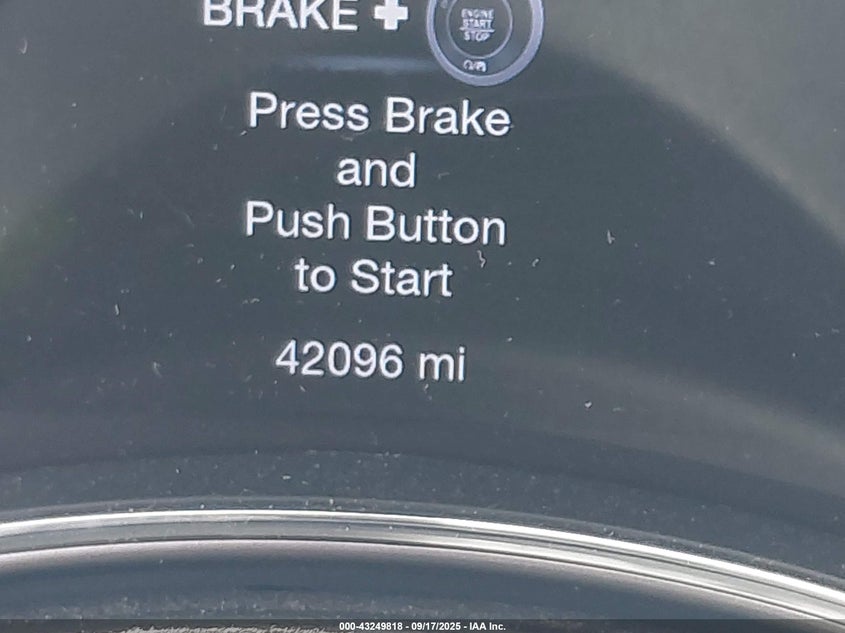 BRAKE +
ENGINE
START
STOP
Press Brake
and
Push Button
to Start
42096 mi
000-43249818 - 09/17/2025 - IAA Inc.